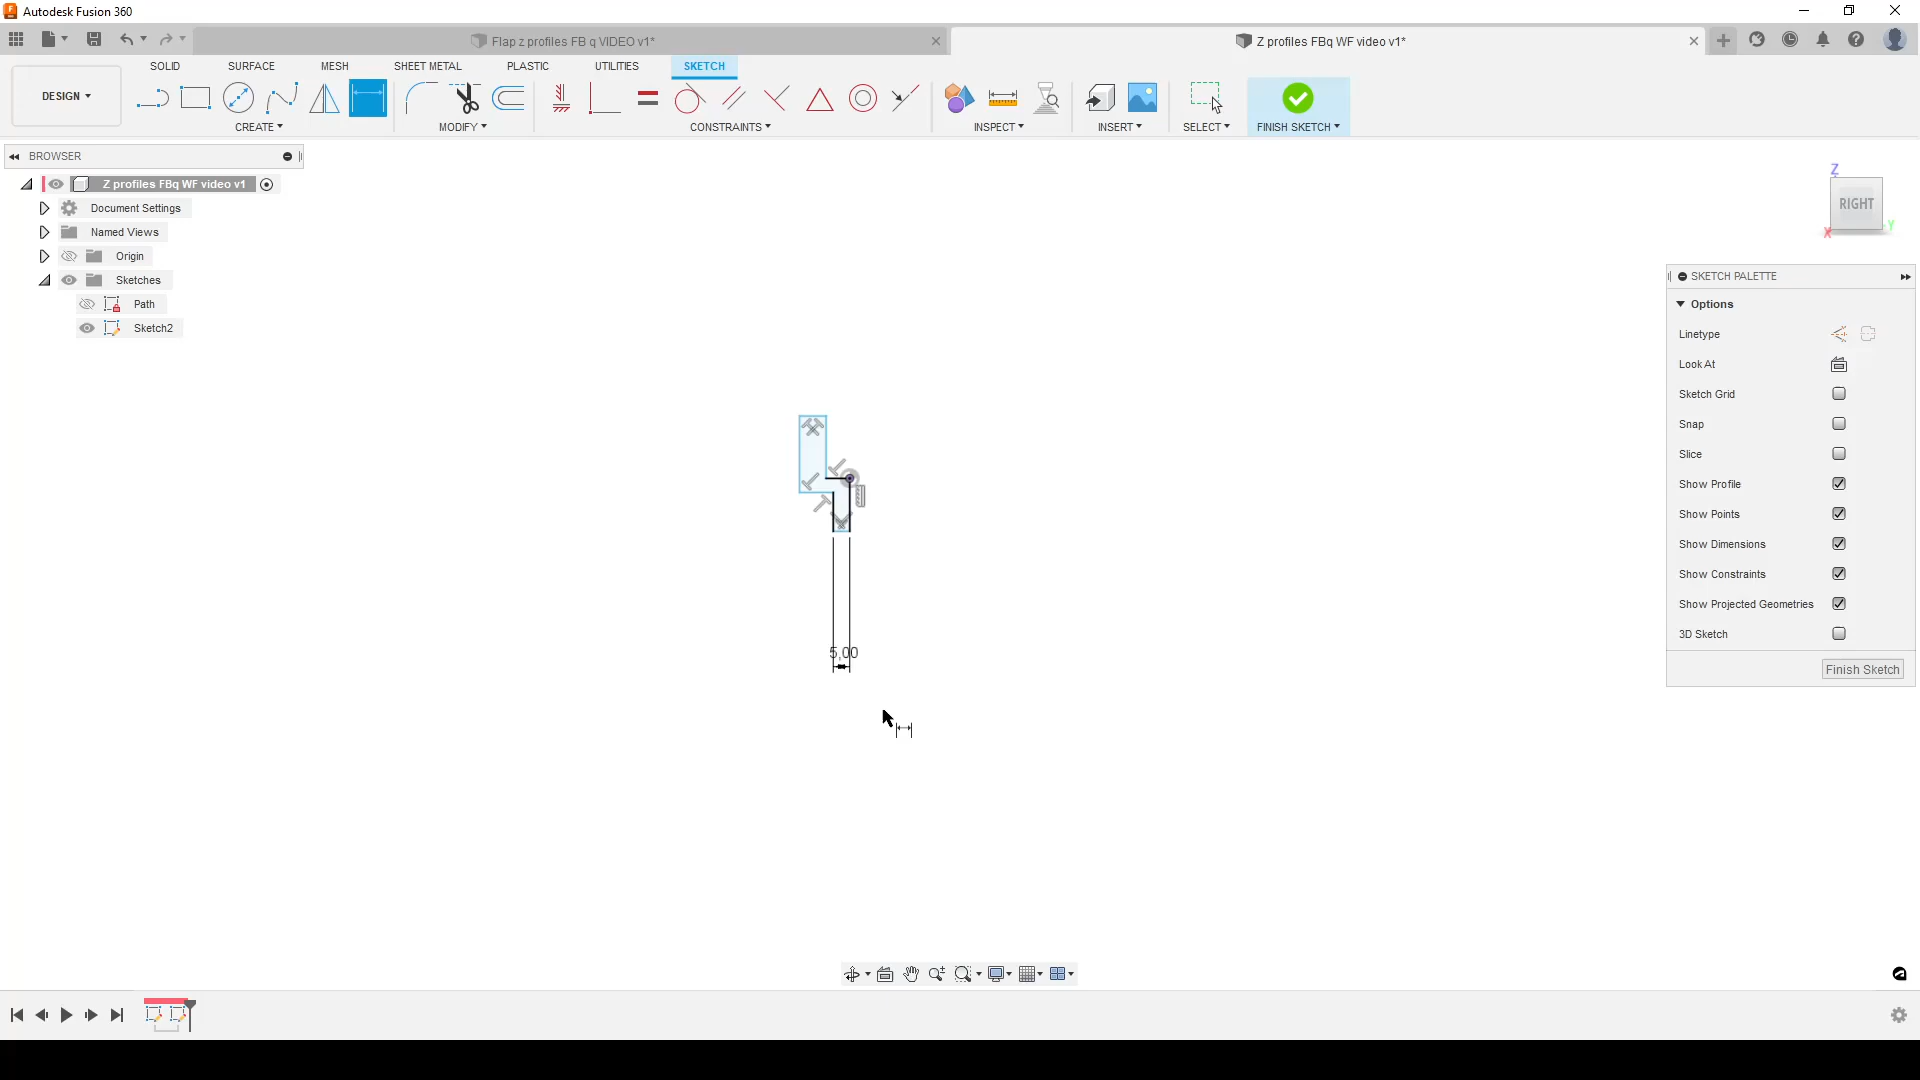 Autodesk Fusion 360
Flap z profiles FB q VIDEO v1*
Z profiles FBq WF video v1*
DESIGN
SOLID
SURFACE
MESH
SHEET METAL
PLASTIC
UTILITIES
SKETCH
CREATE
MODIFY
CONSTRAINTS
INSPECT
INSERT
SELECT
FINISH SKETCH
BROWSER
Z profiles FBq WF video v1
Document Settings
Named Views
Origin
Sketches
Path
Sketch2
Z
RIGHT
Y
X
SKETCH PALETTE
Options
Linetype
Look At
Sketch Grid
Snap
Slice
Show Profile
Show Points
Show Dimensions
Show Constraints
Show Projected Geometries
3D Sketch
Finish Sketch
5,00